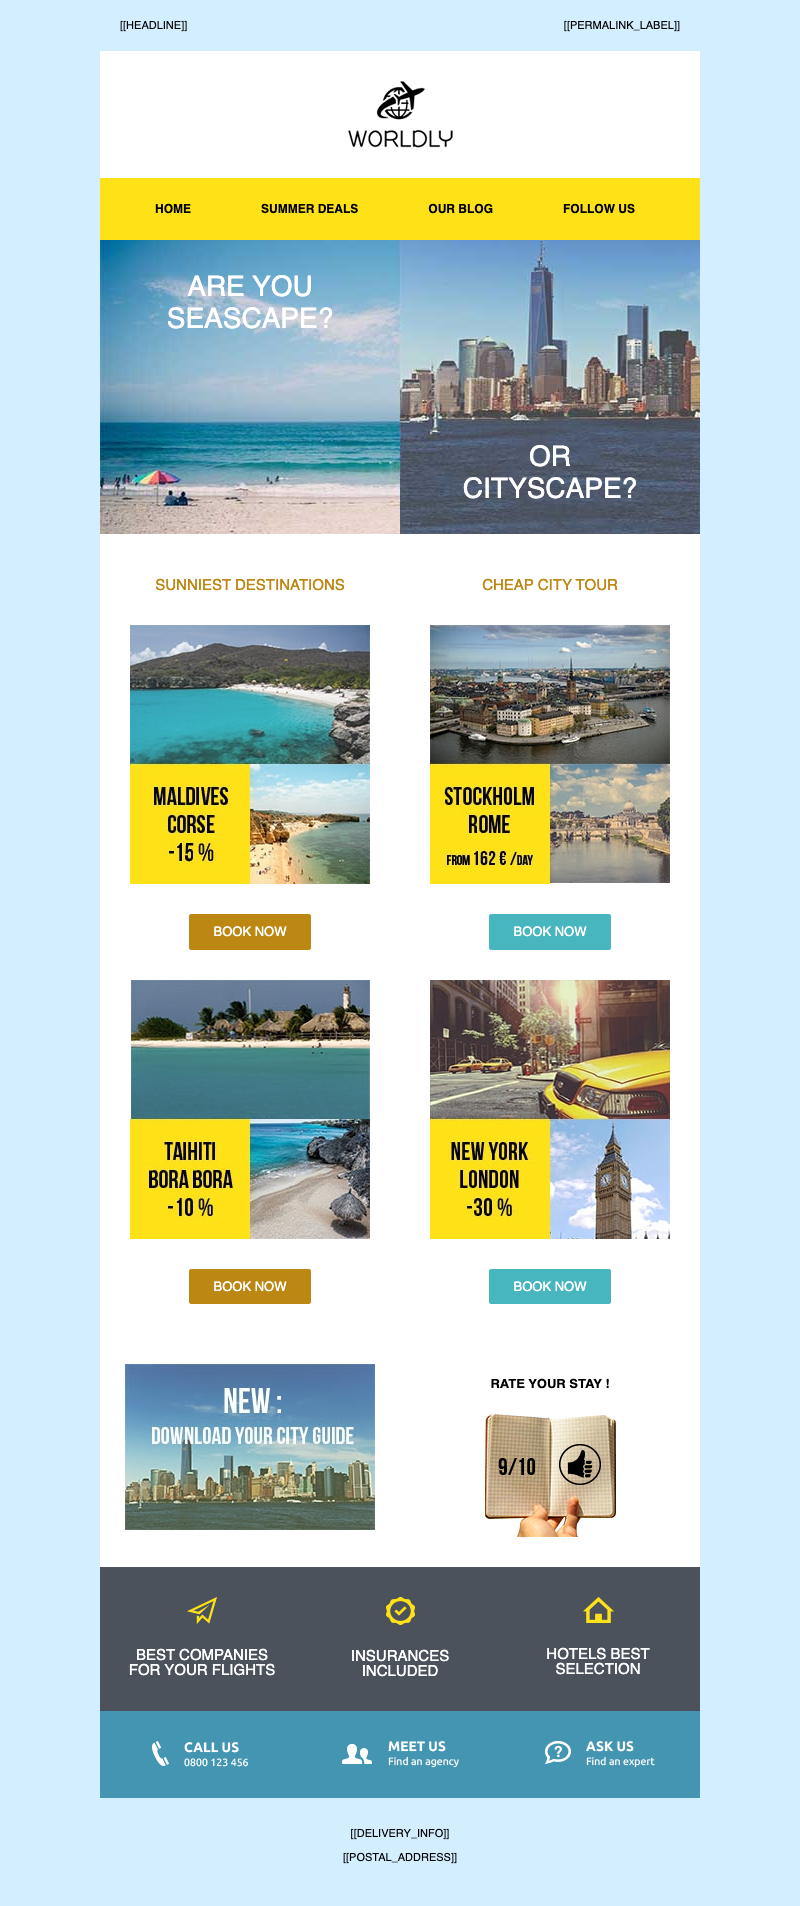 [[HEADLINE]]
[[PERMALINK_LABEL]]
WORLDLY
HOME
SUMMER DEALS
OUR BLOG
FOLLOW US
ARE YOU
SEASCAPE?
OR
CITYSCAPE?
SUNNIEST DESTINATIONS
MALDIVES
CORSE
-15 %
BOOK NOW
CHEAP CITY TOUR
STOCKHOLM
ROME
FROM 162 € /DAY
BOOK NOW
TAIHITI
BORA BORA
-10 %
BOOK NOW
NEW YORK
LONDON
-30 %
BOOK NOW
NEW :
DOWNLOAD YOUR CITY GUIDE
RATE YOUR STAY !
9/10
BEST COMPANIES
FOR YOUR FLIGHTS
INSURANCES
INCLUDED
HOTELS BEST
SELECTION
CALL US
0800 123 456
MEET US
Find an agency
ASK US
Find an expert
[[DELIVERY_INFO]]
[[POSTAL_ADDRESS]]